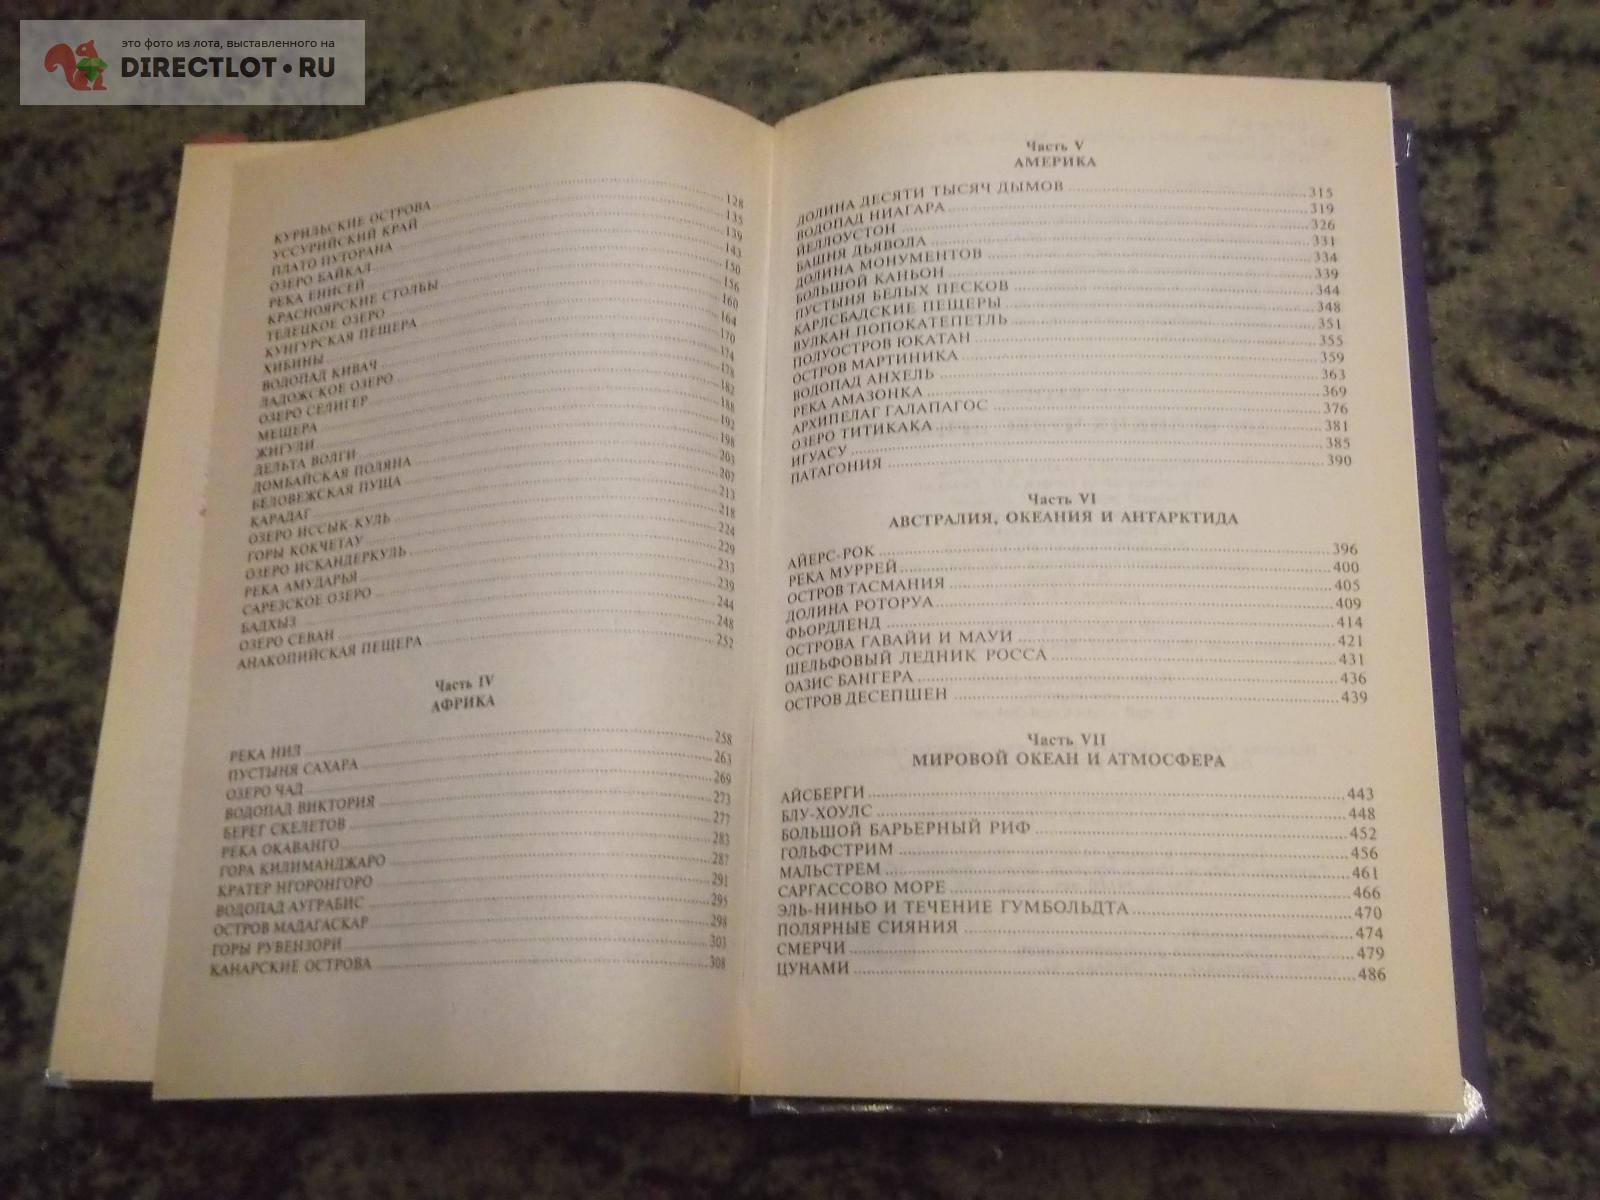 это фото из лота, выставленного на
DIRECTLOT•RU
КУРИЛЬСКИЕ ОСТРОВА 128
УССУРИЙСКИЙ КРАЙ 135
ПЛАТО ПУТОРАНА 139
ОЗЕРО БАЙКАЛ 143
РЕКА ЕНИСЕЙ 150
КРАСНОЯРСКИЕ СТОЛБЫ 156
ТЕЛЕЦКОЕ ОЗЕРО 160
КУНГУРСКАЯ ПЕЩЕРА 164
ХИБИНЫ 170
ВОДОПАД КИВАЧ 174
ЛАДОЖСКОЕ ОЗЕРО 178
ОЗЕРО СЕЛИГЕР 182
МЕЩЕРА 188
ЖИГУЛИ 192
ДЕЛЬТА ВОЛГИ 198
ДОМБАЙСКАЯ ПОЛЯНА 203
БЕЛОВЕЖСКАЯ ПУЩА 207
КАРАДАГ 213
ОЗЕРО ИССЫК-КУЛЬ 218
ГОРЫ КОКЧЕТАУ 224
ОЗЕРО ИСКАНДЕРКУЛЬ 229
РЕКА АМУДАРЬЯ 233
САРЕЗСКОЕ ОЗЕРО 239
БАДХЫЗ 244
ОЗЕРО СЕВАН 248
АНАКОПИЙСКАЯ ПЕЩЕРА 252
Часть IV
АФРИКА
РЕКА НИЛ 258
ПУСТЫНЯ САХАРА 263
ОЗЕРО ЧАД 269
ВОДОПАД ВИКТОРИЯ 273
БЕРЕГ СКЕЛЕТОВ 277
РЕКА ОКАВАНГО 283
ГОРА КИЛИМАНДЖАРО 287
КРАТЕР НГОРОНГОРО 291
ВОДОПАД АУГРАБИС 295
ОСТРОВ МАДАГАСКАР 298
ГОРЫ РУВЕНЗОРИ 303
КАНАРСКИЕ ОСТРОВА 308
Часть V
АМЕРИКА
ДОЛИНА ДЕСЯТИ ТЫСЯЧ ДЫМОВ 315
ВОДОПАД НИАГАРА 319
ЙЕЛЛОУСТОН 326
БАШНЯ ДЬЯВОЛА 331
ДОЛИНА МОНУМЕНТОВ 334
БОЛЬШОЙ КАНЬОН 339
ПУСТЫНЯ БЕЛЫХ ПЕСКОВ 344
КАРЛСБАДСКИЕ ПЕЩЕРЫ 348
ВУЛКАН ПОПОКАТЕПЕТЛЬ 351
ПОЛУОСТРОВ ЮКАТАН 355
ОСТРОВ МАРТИНИКА 359
ВОДОПАД АНХЕЛЬ 363
РЕКА АМАЗОНКА 369
АРХИПЕЛАГ ГАЛАПАГОС 376
ОЗЕРО ТИТИКАКА 381
ИГУАСУ 385
ПАТАГОНИЯ 390
Часть VI
АВСТРАЛИЯ, ОКЕАНИЯ И АНТАРКТИДА
АЙЕРС-РОК 396
РЕКА МУРРЕЙ 400
ОСТРОВ ТАСМАНИЯ 405
ДОЛИНА РОТОРУА 409
ФЬОРДЛЕНД 414
ОСТРОВА ГАВАЙИ И МАУИ 421
ШЕЛЬФОВЫЙ ЛЕДНИК РОССА 431
ОАЗИС БАНГЕРА 436
ОСТРОВ ДЕСЕПШЕН 439
Часть VII
МИРОВОЙ ОКЕАН И АТМОСФЕРА
АЙСБЕРГИ 443
БЛУ-ХОУЛС 448
БОЛЬШОЙ БАРЬЕРНЫЙ РИФ 452
ГОЛЬФСТРИМ 456
МАЛЬСТРЕМ 461
САРГАССОВО МОРЕ 466
ЭЛЬ-НИНЬО И ТЕЧЕНИЕ ГУМБОЛЬДТА 470
ПОЛЯРНЫЕ СИЯНИЯ 474
СМЕРЧИ 479
ЦУНАМИ 486